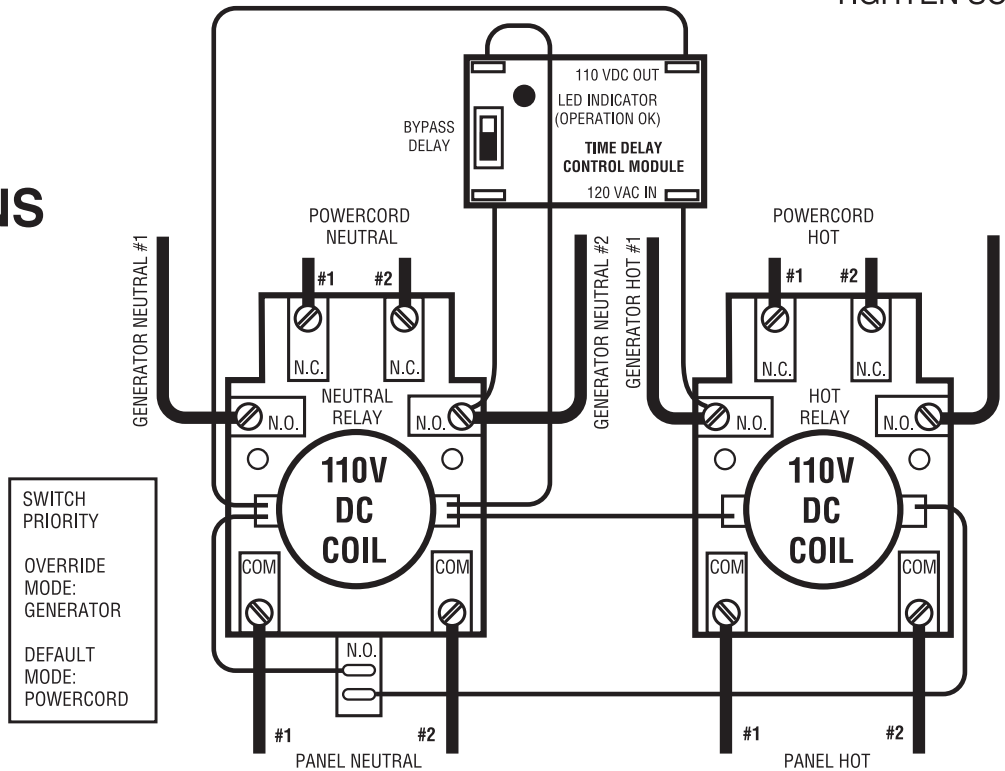 110 VDC OUT
LED INDICATOR
(OPERATION OK)
BYPASS
DELAY
TIME DELAY
CONTROL MODULE
120 VAC IN
NS
POWERCORD
NEUTRAL
POWERCORD
HOT
GENERATOR NEUTRAL #1
#1
#2
GENERATOR NEUTRAL #2
GENERATOR HOT #1
#1
#2
N.C.
N.C.
N.C.
N.C.
NEUTRAL
RELAY
HOT
RELAY
N.O.
N.O.
N.O.
N.O.
110V
DC
COIL
110V
DC
COIL
SWITCH
PRIORITY
OVERRIDE
MODE:
GENERATOR
DEFAULT
MODE:
POWERCORD
COM
COM
COM
COM
N.O.
#1
#2
#1
#2
PANEL NEUTRAL
PANEL HOT